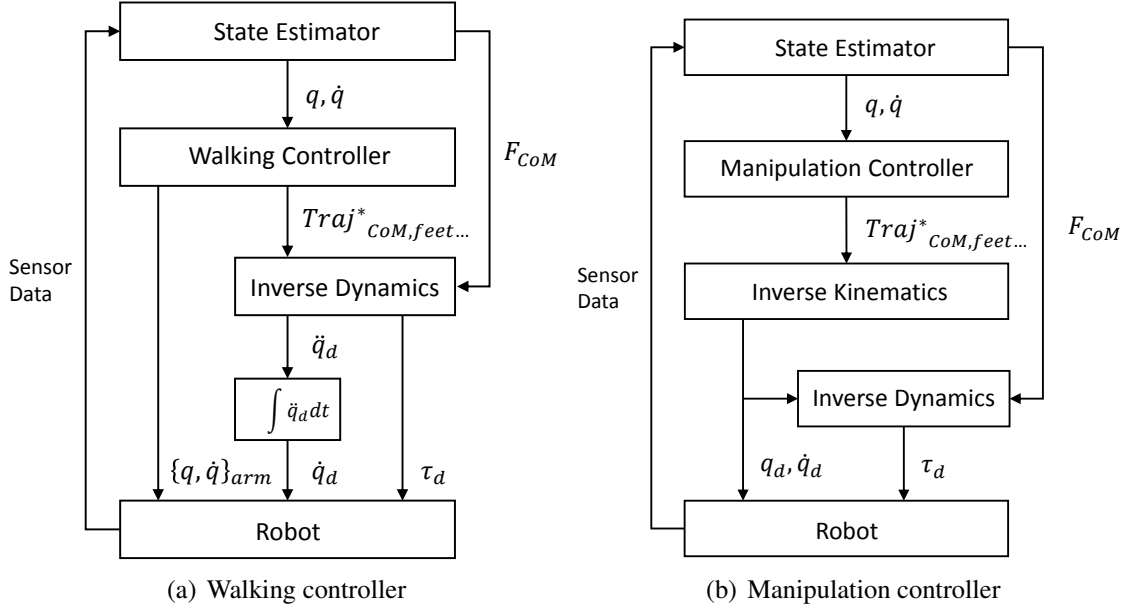 State Estimator
q, q̇
Walking Controller
F_CoM
Traj*_CoM,feet…
Sensor
Data
Inverse Dynamics
q̈_d
∫ q̈_d dt
{q, q̇}_arm
q̇_d
τ_d
Robot
(a) Walking controller
State Estimator
q, q̇
Manipulation Controller
Traj*_CoM,feet…
F_CoM
Sensor
Data
Inverse Kinematics
Inverse Dynamics
q_d, q̇_d
τ_d
Robot
(b) Manipulation controller